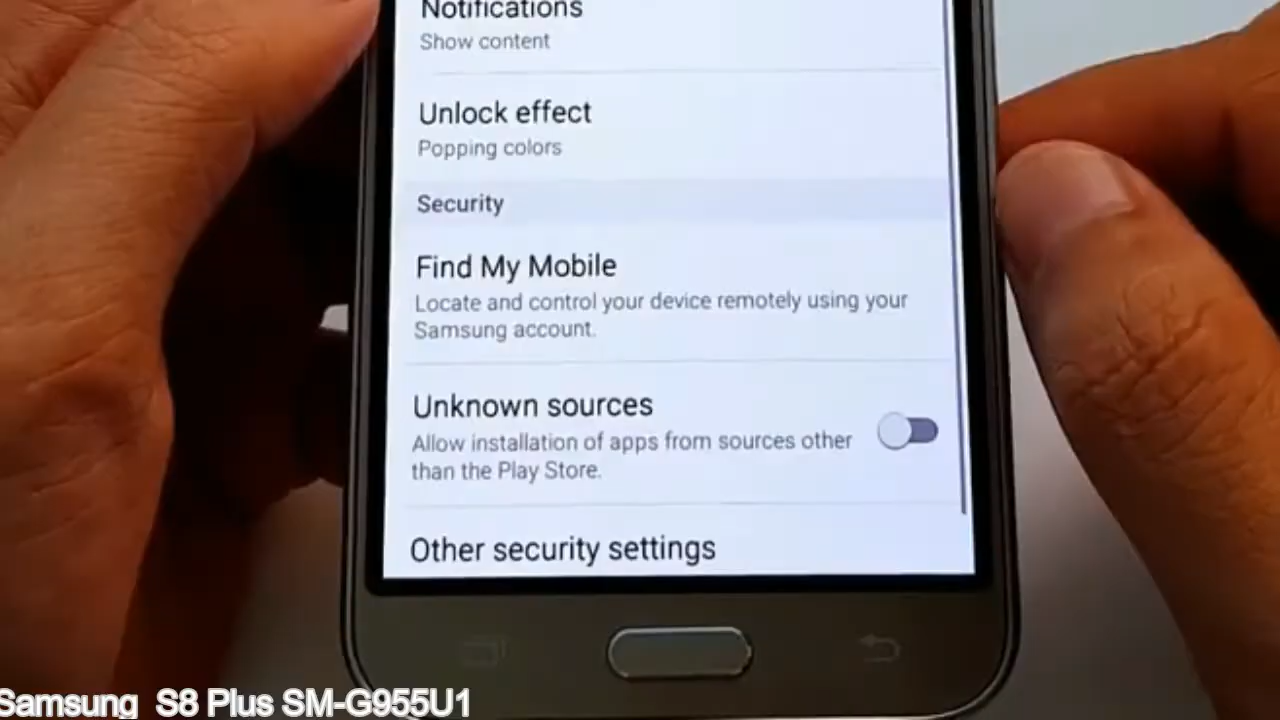 Notifications
Show content
Unlock effect
Popping colors
Security
Find My Mobile
Locate and control your device remotely using your
Samsung account.
Unknown sources
Allow installation of apps from sources other
than the Play Store.
Other security settings
Samsung S8 Plus SM-G955U1